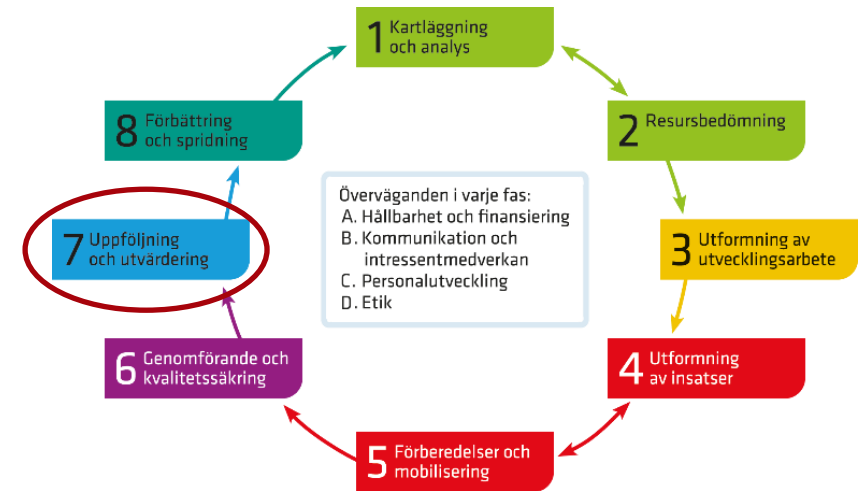 1 Kartläggning
och analys
2 Resursbedömning
3 Utformning av
utvecklingsarbete
4 Utformning
av insatser
5 Förberedelser och
mobilisering
6 Genomförande och
kvalitetssäkring
7 Uppföljning
och utvärdering
8 Förbättring
och spridning
Överväganden i varje fas:
A. Hållbarhet och finansiering
B. Kommunikation och
intressentmedverkan
C. Personalutveckling
D. Etik